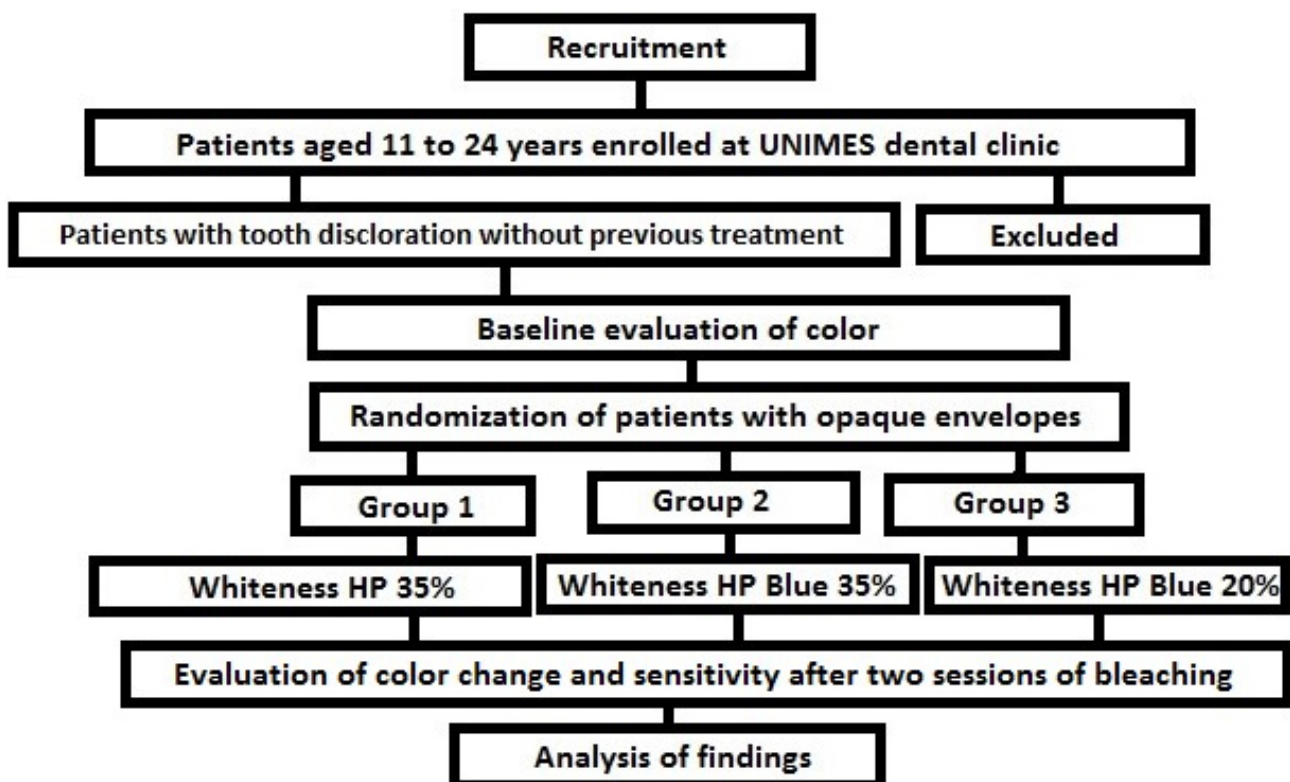 Recruitment
Patients aged 11 to 24 years enrolled at UNIMES dental clinic
Patients with tooth discloration without previous treatment
Excluded
Baseline evaluation of color
Randomization of patients with opaque envelopes
Group 1
Group 2
Group 3
Whiteness HP 35%
Whiteness HP Blue 35%
Whiteness HP Blue 20%
Evaluation of color change and sensitivity after two sessions of bleaching
Analysis of findings